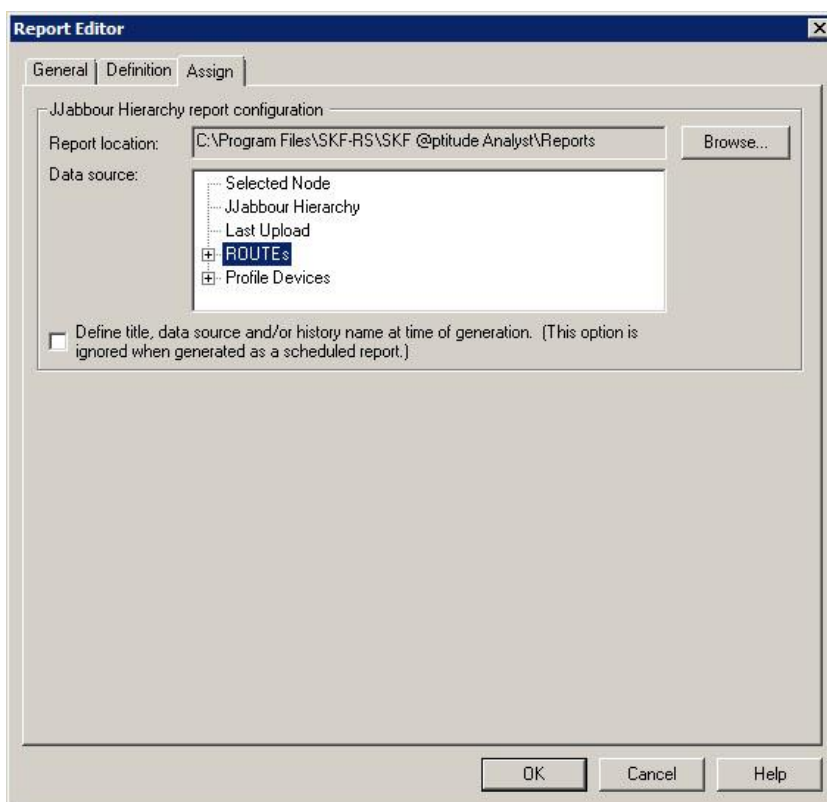 Report Editor
General
Definition
Assign
JJabbour Hierarchy report configuration
Report location:
C:\Program Files\SKF-RS\SKF @ptitude Analyst\Reports
Browse...
Data source:
Selected Node
JJabbour Hierarchy
Last Upload
ROUTEs
Profile Devices
Define title, data source and/or history name at time of generation. (This option is
ignored when generated as a scheduled report.)
OK
Cancel
Help